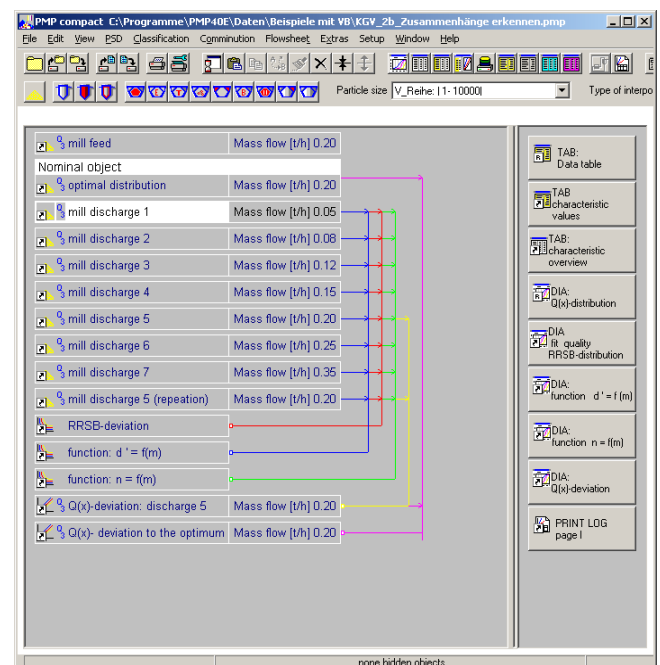 PMP compact C:\Programme\PMP40E\Daten\Beispiele mit VB\KGV_2b_Zusammenhänge erkennen.pmp
File Edit View PSD Classification Comminution Flowsheet Extras Setup Window Help
Particle size V_Reihe: |1- 10000| Type of interpo
mill feed Mass flow [t/h] 0.20
Nominal object
optimal distribution Mass flow [t/h] 0.20
mill discharge 1 Mass flow [t/h] 0.05
mill discharge 2 Mass flow [t/h] 0.08
mill discharge 3 Mass flow [t/h] 0.12
mill discharge 4 Mass flow [t/h] 0.15
mill discharge 5 Mass flow [t/h] 0.20
mill discharge 6 Mass flow [t/h] 0.25
mill discharge 7 Mass flow [t/h] 0.35
mill discharge 5 (repeation) Mass flow [t/h] 0.20
RRSB-deviation
function: d ' = f(m)
function: n = f(m)
Q(x)-deviation: discharge 5 Mass flow [t/h] 0.20
Q(x)- deviation to the optimum Mass flow [t/h] 0.20
TAB:
Data table
TAB
characteristic
values
TAB:
characteristic
overview
DIA:
Q(x)-distribution
DIA
fit quality
RRSB-distribution
DIA:
function d ' = f (m)
DIA:
function n = f(m)
DIA:
Q(x)-deviation
PRINT LOG
page I
none hidden objects